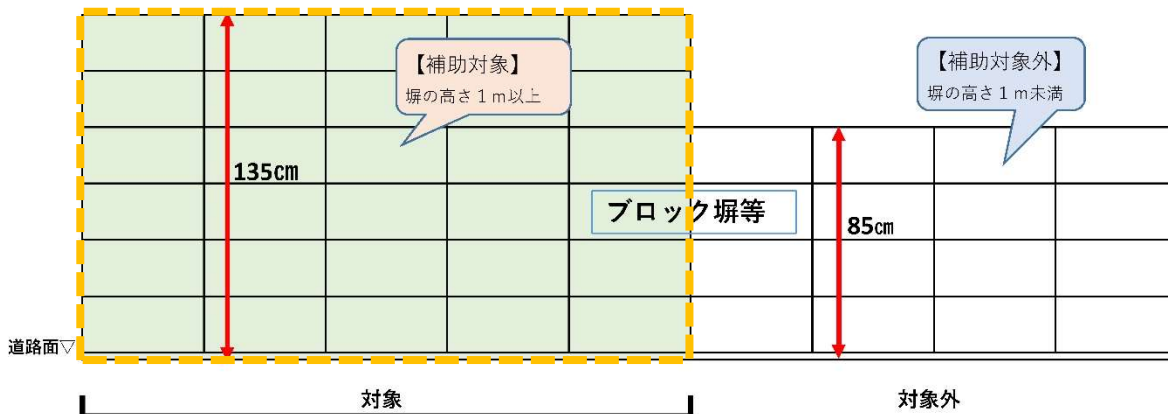 【補助対象】
塀の高さ1m以上
【補助対象外】
塀の高さ1m未満
135㎝
ブロック塀等
85㎝
道路面▽
対象
対象外